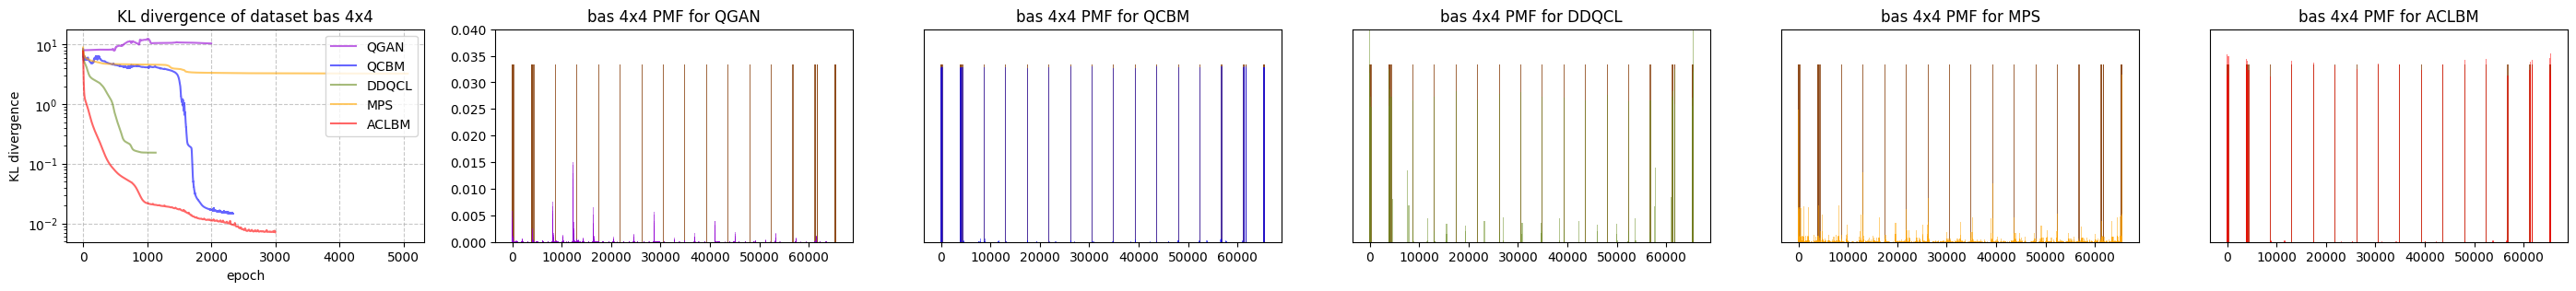 KL divergence of dataset bas 4x4
KL divergence
10¹
10⁰
10⁻¹
10⁻²
QGAN
QCBM
DDQCL
MPS
ACLBM
0 1000 2000 3000 4000 5000
epoch
bas 4x4 PMF for QGAN
0.040
0.035
0.030
0.025
0.020
0.015
0.010
0.005
0.000
0 10000 20000 30000 40000 50000 60000
bas 4x4 PMF for QCBM
0 10000 20000 30000 40000 50000 60000
bas 4x4 PMF for DDQCL
0 10000 20000 30000 40000 50000 60000
bas 4x4 PMF for MPS
0 10000 20000 30000 40000 50000 60000
bas 4x4 PMF for ACLBM
0 10000 20000 30000 40000 50000 60000